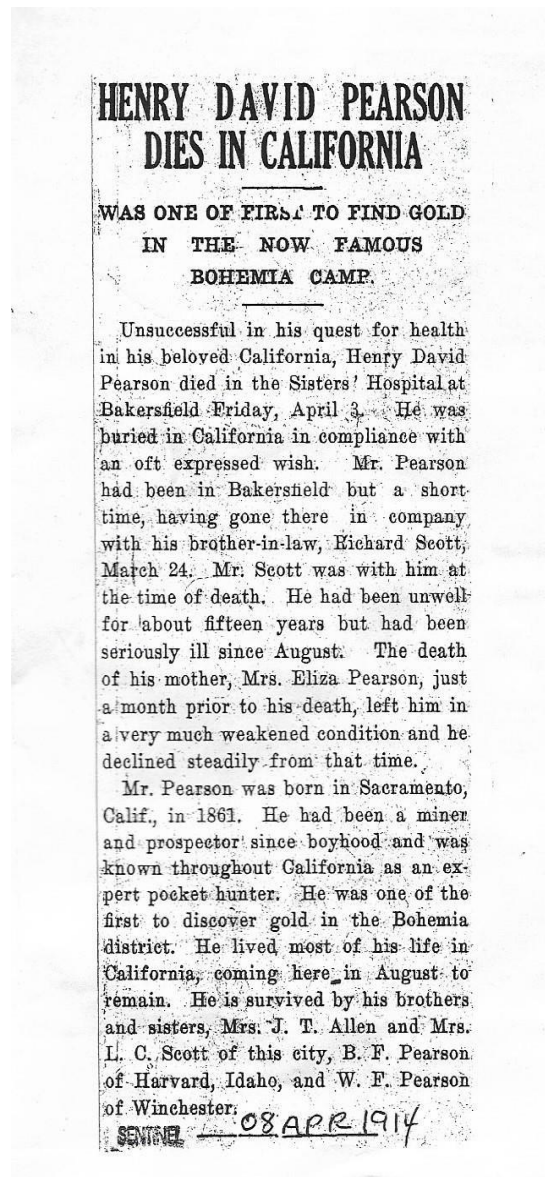 HENRY DAVID PEARSON
DIES IN CALIFORNIA
WAS ONE OF FIRST TO FIND GOLD
IN THE NOW FAMOUS
BOHEMIA CAMP.
Unsuccessful in his quest for health
in his beloved California, Henry David
Pearson died in the Sisters' Hospital at
Bakersfield Friday, April 3. He was
buried in California in compliance with
an oft expressed wish. Mr. Pearson
had been in Bakersfield but a short
time, having gone there in company
with his brother-in-law, Richard Scott,
March 24. Mr. Scott was with him at
the time of death. He had been unwell
for about fifteen years but had been
seriously ill since August. The death
of his mother, Mrs. Eliza Pearson, just
a month prior to his death, left him in
a very much weakened condition and he
declined steadily from that time.
Mr. Pearson was born in Sacramento,
Calif., in 1861. He had been a miner
and prospector since boyhood and was
known throughout California as an ex-
pert pocket hunter. He was one of the
first to discover gold in the Bohemia
district. He lived most of his life in
California, coming here in August to
remain. He is survived by his brothers
and sisters, Mrs. J. T. Allen and Mrs.
L. C. Scott of this city, B. F. Pearson
of Harvard, Idaho, and W. F. Pearson
of Winchester.
SENTINEL 08 APR 1914